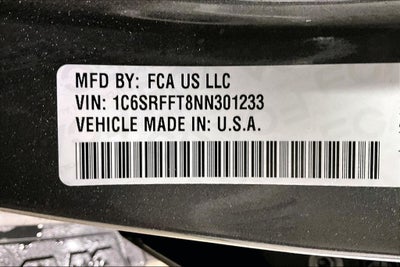 MFD BY: FCA US LLC
VIN: 1C6SRFFT8NN301233
VEHICLE MADE IN: U.S.A.